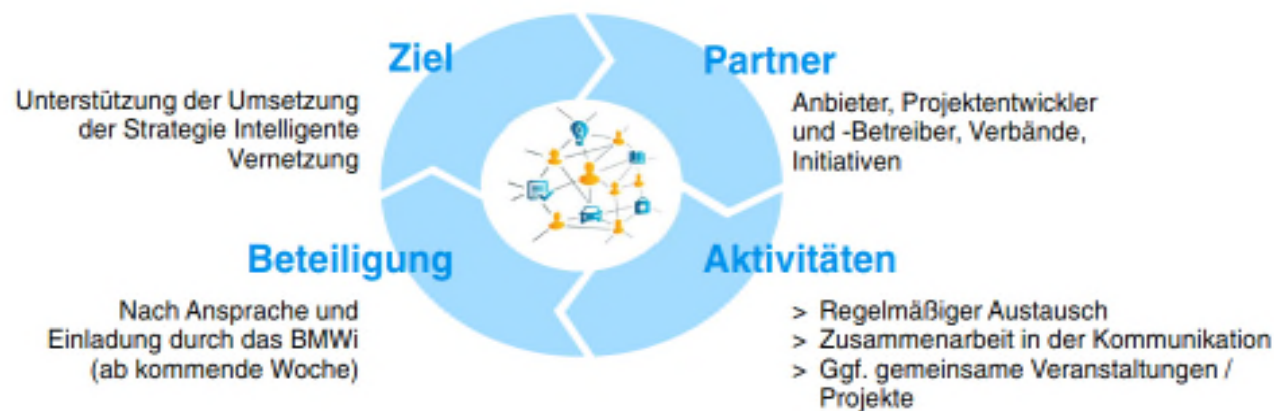 Ziel
Unterstützung der Umsetzung
der Strategie Intelligente
Vernetzung
Partner
Anbieter, Projektentwickler
und -Betreiber, Verbände,
Initiativen
Beteiligung
Nach Ansprache und
Einladung durch das BMWi
(ab kommende Woche)
Aktivitäten
> Regelmäßiger Austausch
> Zusammenarbeit in der Kommunikation
> Ggf. gemeinsame Veranstaltungen /
Projekte